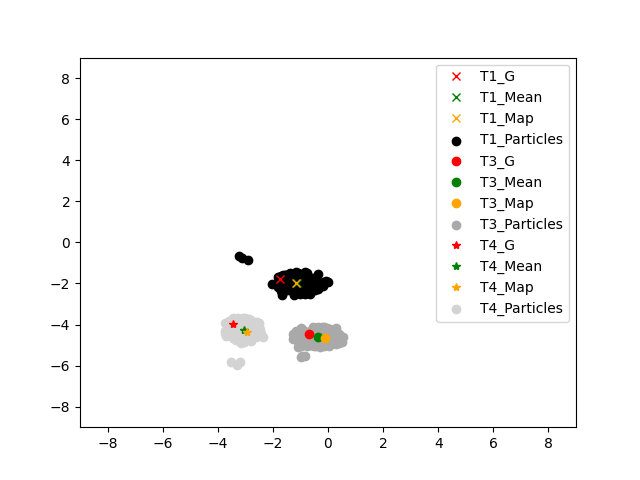 8
6
4
2
0
−2
−4
−6
−8
−8
−6
−4
−2
0
2
4
6
8
T1_G
T1_Mean
T1_Map
T1_Particles
T3_G
T3_Mean
T3_Map
T3_Particles
T4_G
T4_Mean
T4_Map
T4_Particles